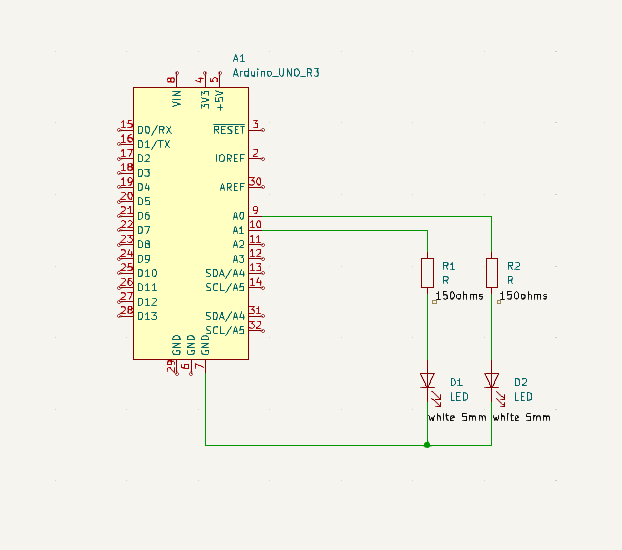 A1
Arduino_UNO_R3
8
4
5
VIN
3V3
+5V
15 D0/RX
16 D1/TX
17 D2
18 D3
19 D4
20 D5
21 D6
22 D7
23 D8
24 D9
25 D10
26 D11
27 D12
28 D13
RESET 3
IOREF 2
AREF 30
A0 9
A1 10
A2 11
A3 12
SDA/A4 13
SCL/A5 14
SDA/A4 31
SCL/A5 32
GND
GND
29
6
7
R1
R
150ohms
R2
R
150ohms
D1
LED
white 5mm
D2
LED
white 5mm